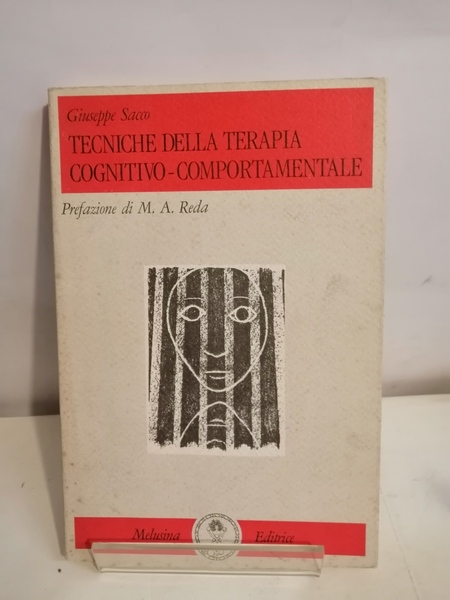 Giuseppe Sacco
TECNICHE DELLA TERAPIA
COGNITIVO-COMPORTAMENTALE
Prefazione di M. A. Reda
Melusina Editrice